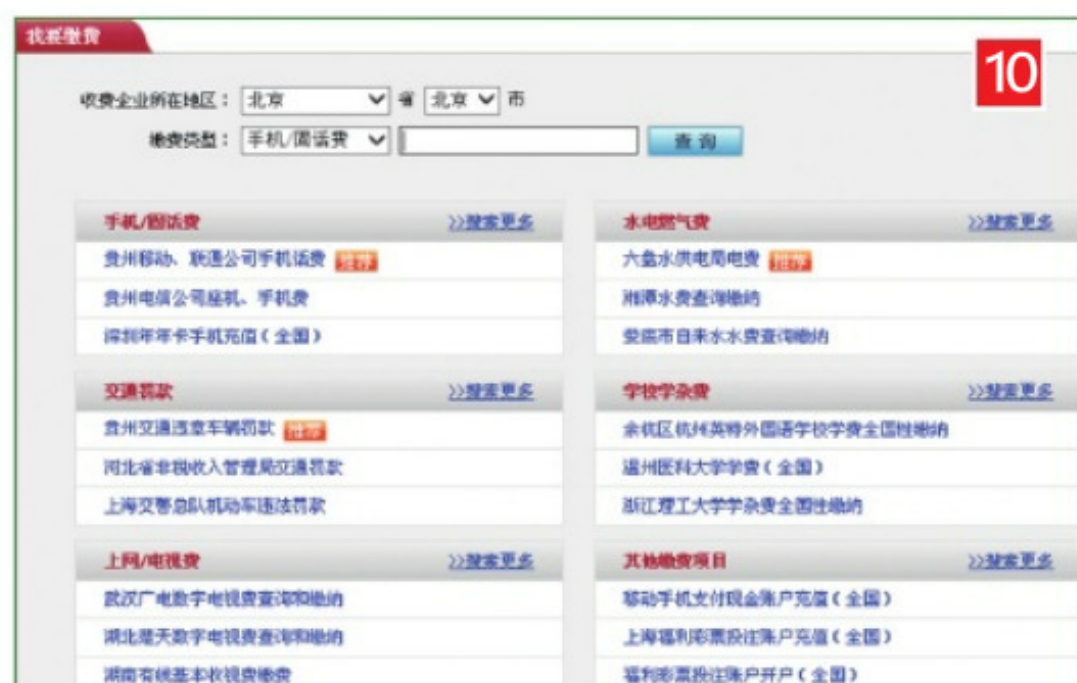 我要缴费
10
收费企业所在地区： 北京 省 北京 市
缴费类型： 手机/固话费 查 询
手机/固话费 >>搜索更多
贵州移动、联通公司手机话费 推荐
贵州电信公司座机、手机费
深圳年年卡手机充值（全国）
水电燃气费 >>搜索更多
六盘水供电局电费 推荐
湘潭水费查询缴纳
娄底市自来水水费查询缴纳
交通罚款 >>搜索更多
贵州交通违章车辆罚款 推荐
河北省非税收入管理局交通罚款
上海交警总队机动车违法罚款
学校学杂费 >>搜索更多
余杭区杭州英特外国语学校学费全国性缴纳
温州医科大学学费（全国）
浙江理工大学学杂费全国性缴纳
上网/电视费 >>搜索更多
武汉广电数字电视费查询和缴纳
湖北楚天数字电视费查询和缴纳
湖南有线基本收视费缴费
其他缴费项目 >>搜索更多
移动手机支付现金账户充值（全国）
上海福利彩票投注账户充值（全国）
福利彩票投注账户开户（全国）